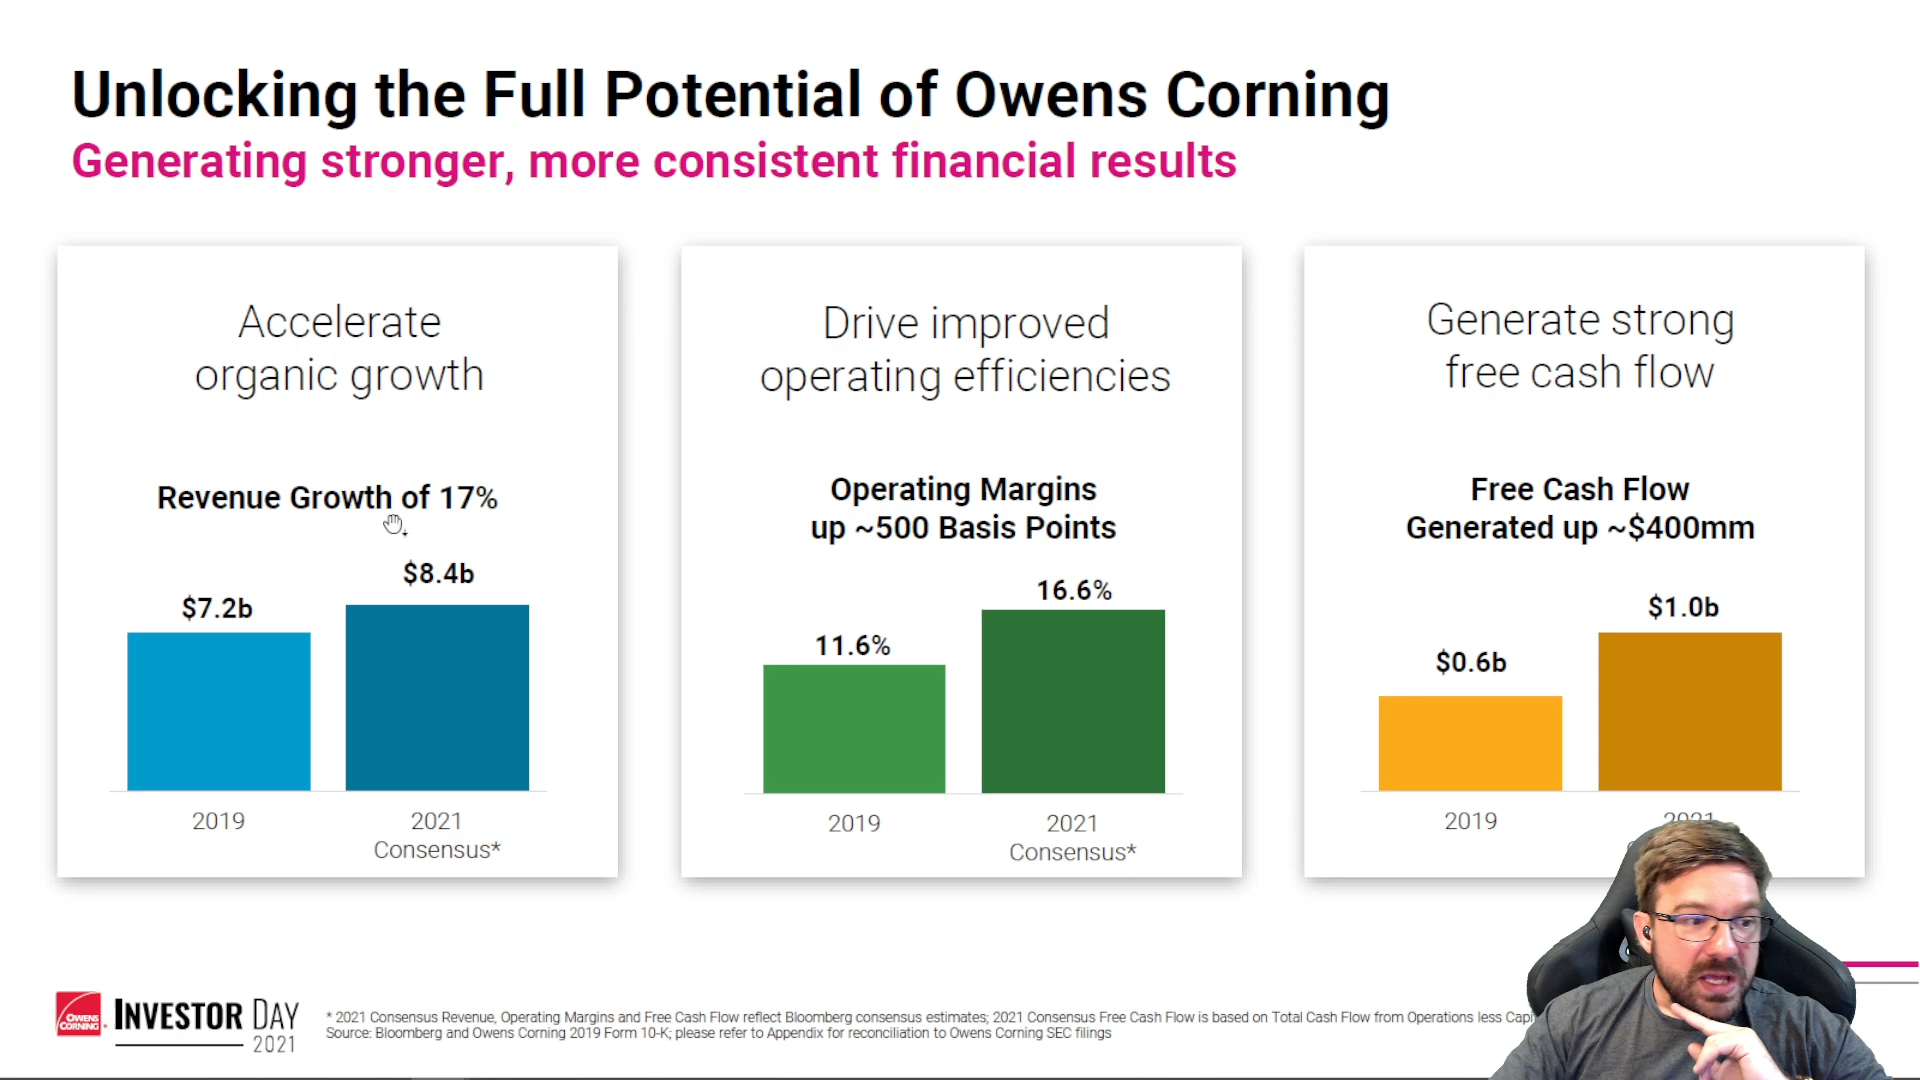 Unlocking the Full Potential of Owens Corning
Generating stronger, more consistent financial results
Accelerate
organic growth
Revenue Growth of 17%
$7.2b
$8.4b
2019
2021
Consensus*
Drive improved
operating efficiencies
Operating Margins
up ~500 Basis Points
11.6%
16.6%
2019
2021
Consensus*
Generate strong
free cash flow
Free Cash Flow
Generated up ~$400mm
$0.6b
$1.0b
2019
2021
OWENS
CORNING
INVESTOR DAY
2021
* 2021 Consensus Revenue, Operating Margins and Free Cash Flow reflect Bloomberg consensus estimates; 2021 Consensus Free Cash Flow is based on Total Cash Flow from Operations less
Source: Bloomberg and Owens Corning 2019 Form 10-K; please refer to Appendix for reconciliation to Owens Corning SEC filings